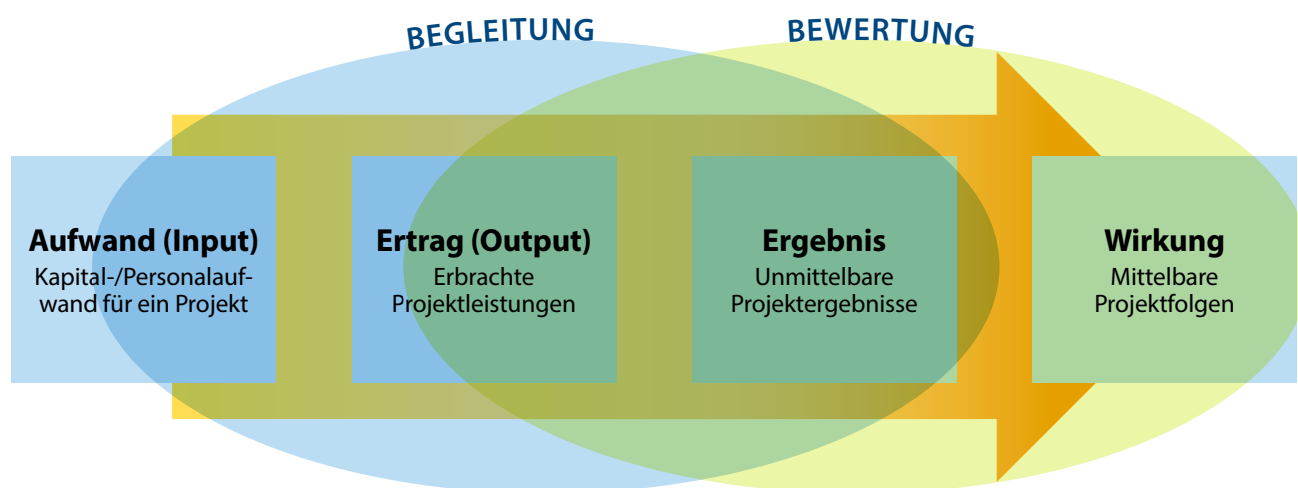 BEGLEITUNG
BEWERTUNG
Aufwand (Input)
Kapital-/Personalauf-
wand für ein Projekt
Ertrag (Output)
Erbrachte
Projektleistungen
Ergebnis
Unmittelbare
Projektergebnisse
Wirkung
Mittelbare
Projektfolgen